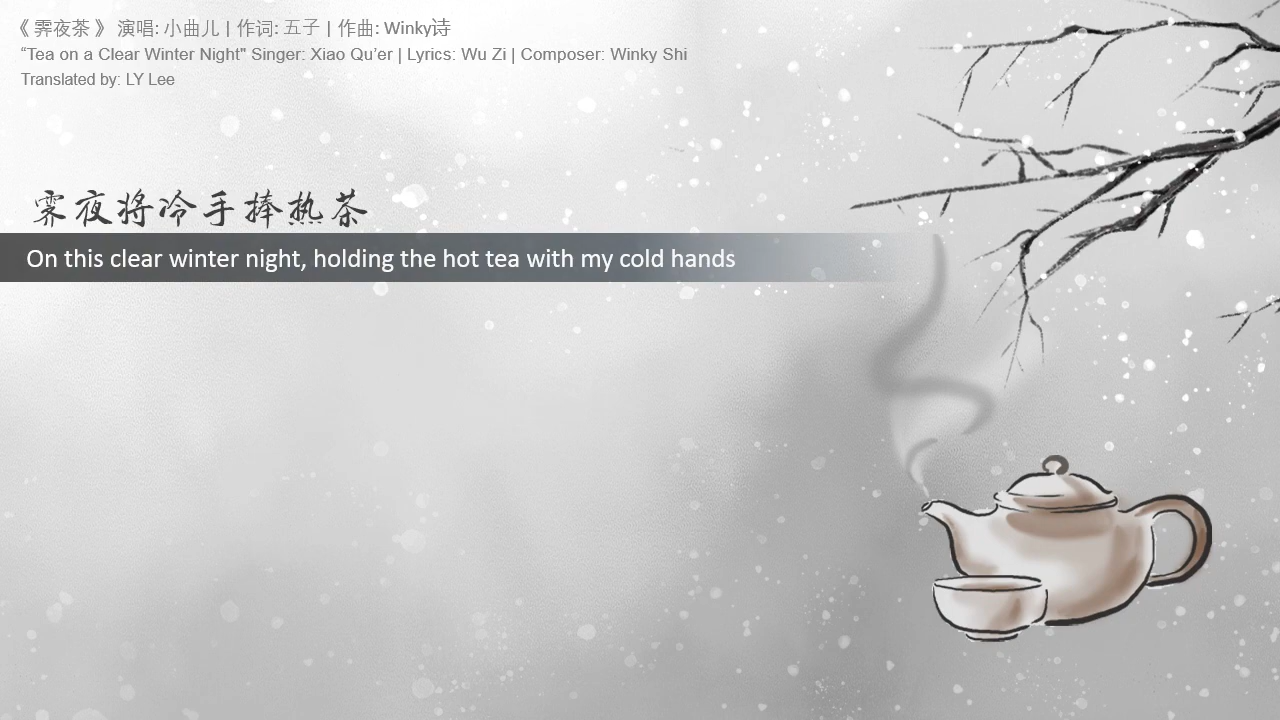 《 霁夜茶 》 演唱: 小曲儿 | 作词: 五子 | 作曲: Winky诗
“Tea on a Clear Winter Night" Singer: Xiao Qu’er | Lyrics: Wu Zi | Composer: Winky Shi
Translated by: LY Lee
霁夜将冷手捧热茶
On this clear winter night, holding the hot tea with my cold hands